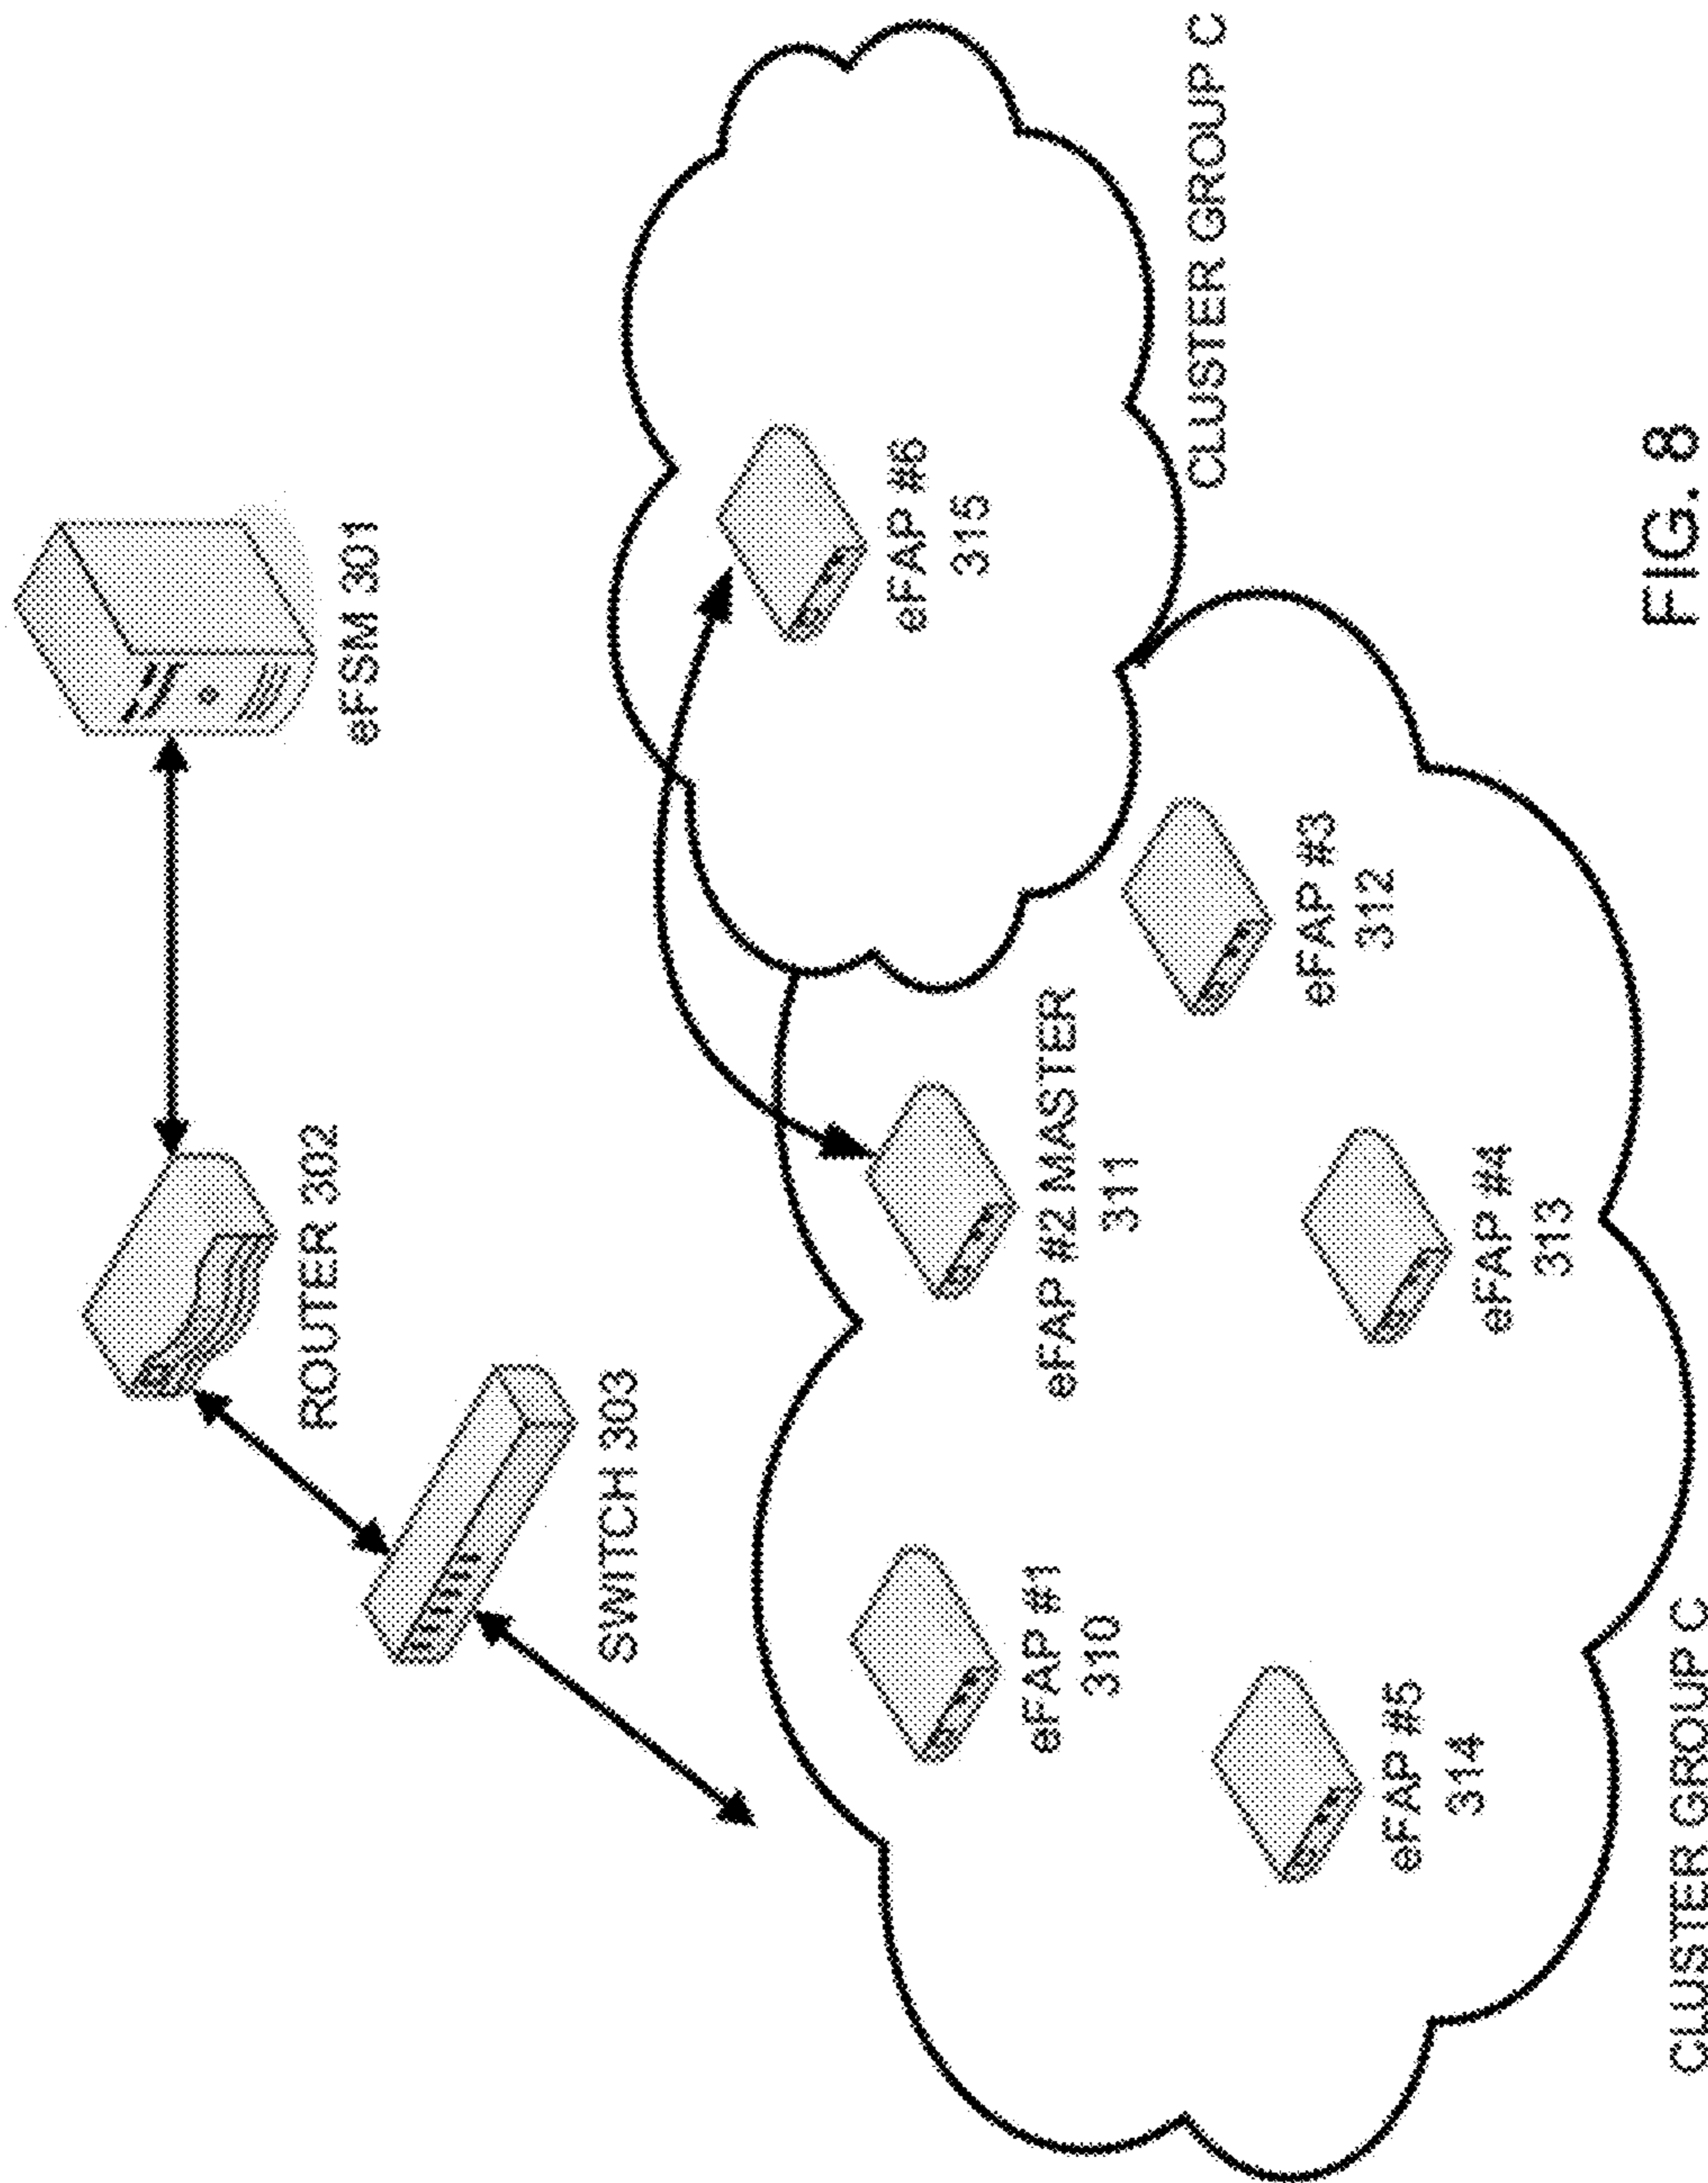 eFSM 301
ROUTER 302
SWITCH 303
eFAP #6
315
CLUSTER GROUP C
eFAP #1
310
eFAP #2 MASTER
311
eFAP #3
312
eFAP #5
314
eFAP #4
313
CLUSTER GROUP C
FIG. 8